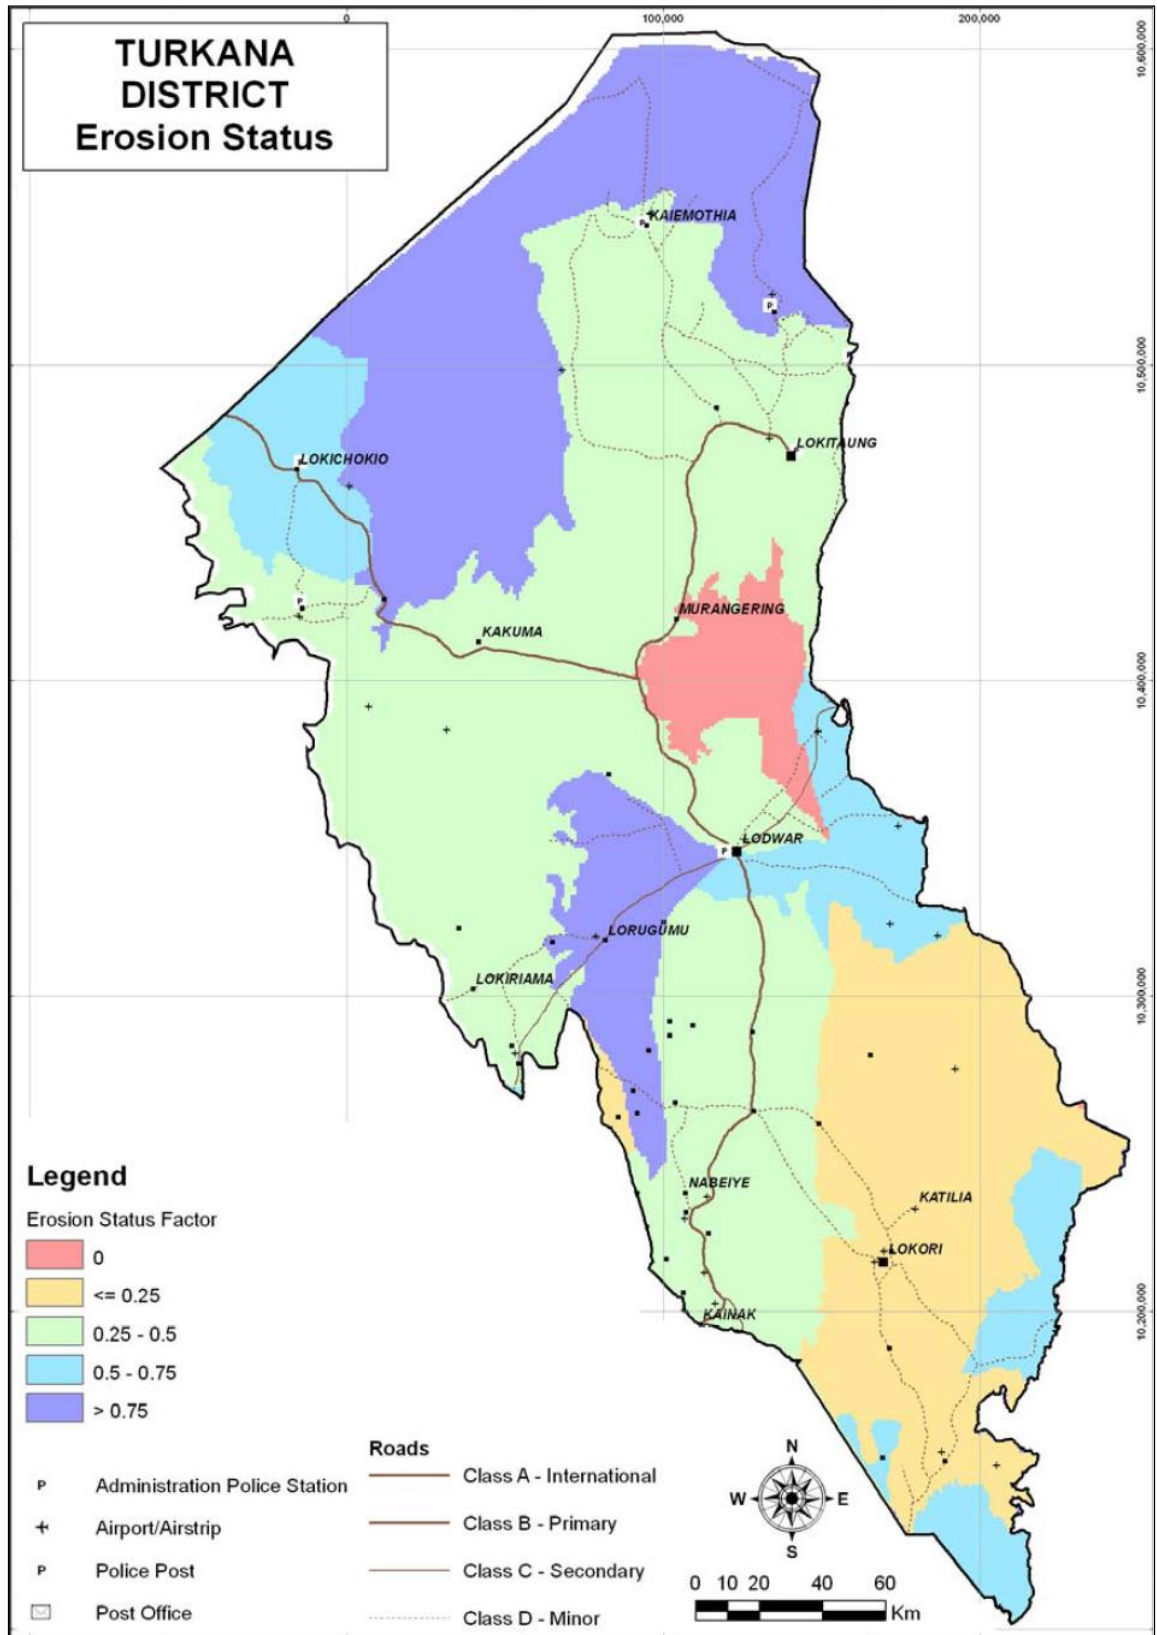 TURKANA
DISTRICT
Erosion Status
0
100,000
200,000
10,600,000
10,500,000
10,400,000
10,300,000
10,200,000
P
KAIEMOTHIA
P
LOKITAUNG
LOKICHOKIO
P
MURANGERING
KAKUMA
P
LODWAR
LORUGUMU
LOKIRIAMA
NABEIYE
KATILIA
LOKORI
KAINAK
Legend
Erosion Status Factor
0
<= 0.25
0.25 - 0.5
0.5 - 0.75
> 0.75
P Administration Police Station
Airport/Airstrip
P Police Post
Post Office
Roads
Class A - International
Class B - Primary
Class C - Secondary
Class D - Minor
N
W E
S
0 10 20 40 60
Km